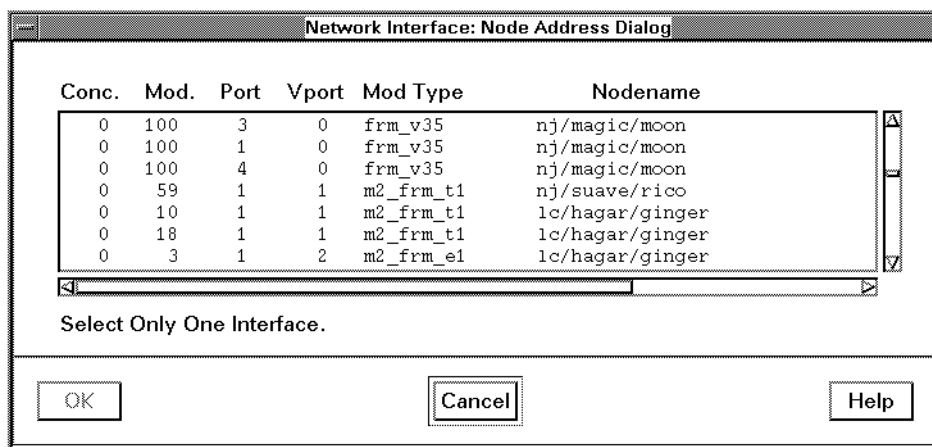 Network Interface: Node Address Dialog
Conc. Mod. Port Vport Mod Type Nodename
0 100 3 0 frm_v35 nj/magic/moon
0 100 1 0 frm_v35 nj/magic/moon
0 100 4 0 frm_v35 nj/magic/moon
0 59 1 1 m2_frm_t1 nj/suave/rico
0 10 1 1 m2_frm_t1 lc/hagar/ginger
0 18 1 1 m2_frm_t1 lc/hagar/ginger
0 3 1 2 m2_frm_e1 lc/hagar/ginger
Select Only One Interface.
OK Cancel Help